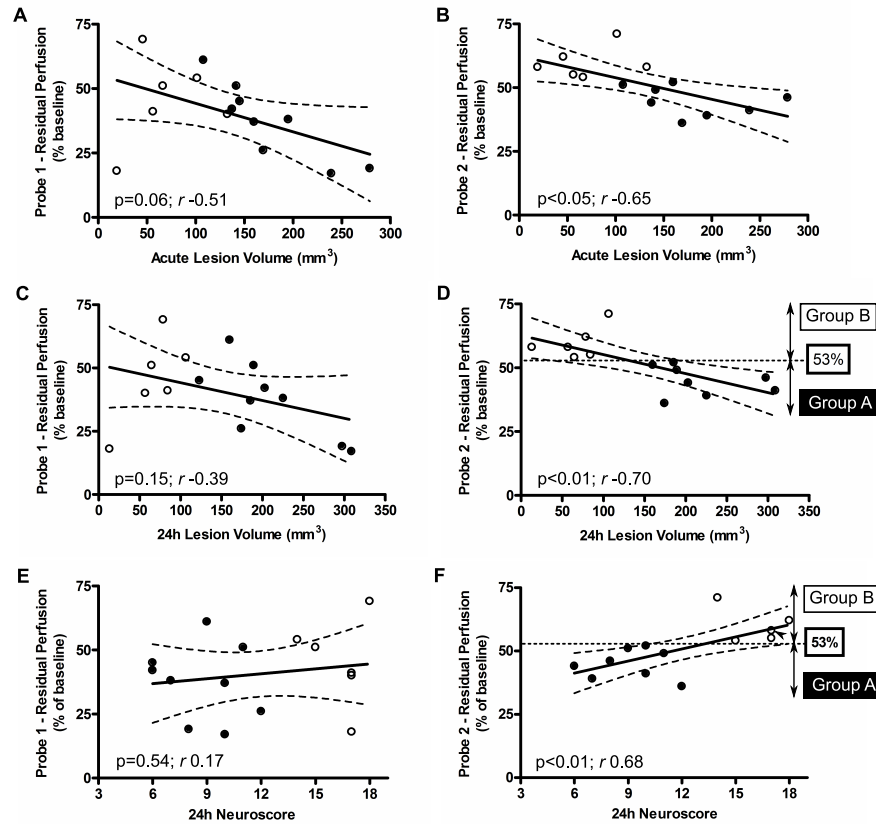 A
Probe 1 - Residual Perfusion
(% baseline)
75
50
25
0
p=0.06; r -0.51
0 50 100 150 200 250 300
Acute Lesion Volume (mm³)
B
Probe 2 - Residual Perfusion
(% baseline)
75
50
25
0
p<0.05; r -0.65
0 50 100 150 200 250 300
Acute Lesion Volume (mm³)
C
Probe 1 - Residual Perfusion
(% baseline)
75
50
25
0
p=0.15; r -0.39
0 50 100 150 200 250 300 350
24h Lesion Volume (mm³)
D
Probe 2 - Residual Perfusion
(% baseline)
75
50
25
0
p<0.01; r -0.70
0 50 100 150 200 250 300 350
24h Lesion Volume (mm³)
Group B
53%
Group A
E
Probe 1 - Residual Perfusion
(% of baseline)
75
50
25
0
p=0.54; r 0.17
3 6 9 12 15 18
24h Neuroscore
F
Probe 2 - Residual Perfusion
(% of baseline)
75
50
25
0
p<0.01; r 0.68
3 6 9 12 15 18
24h Neuroscore
Group B
53%
Group A